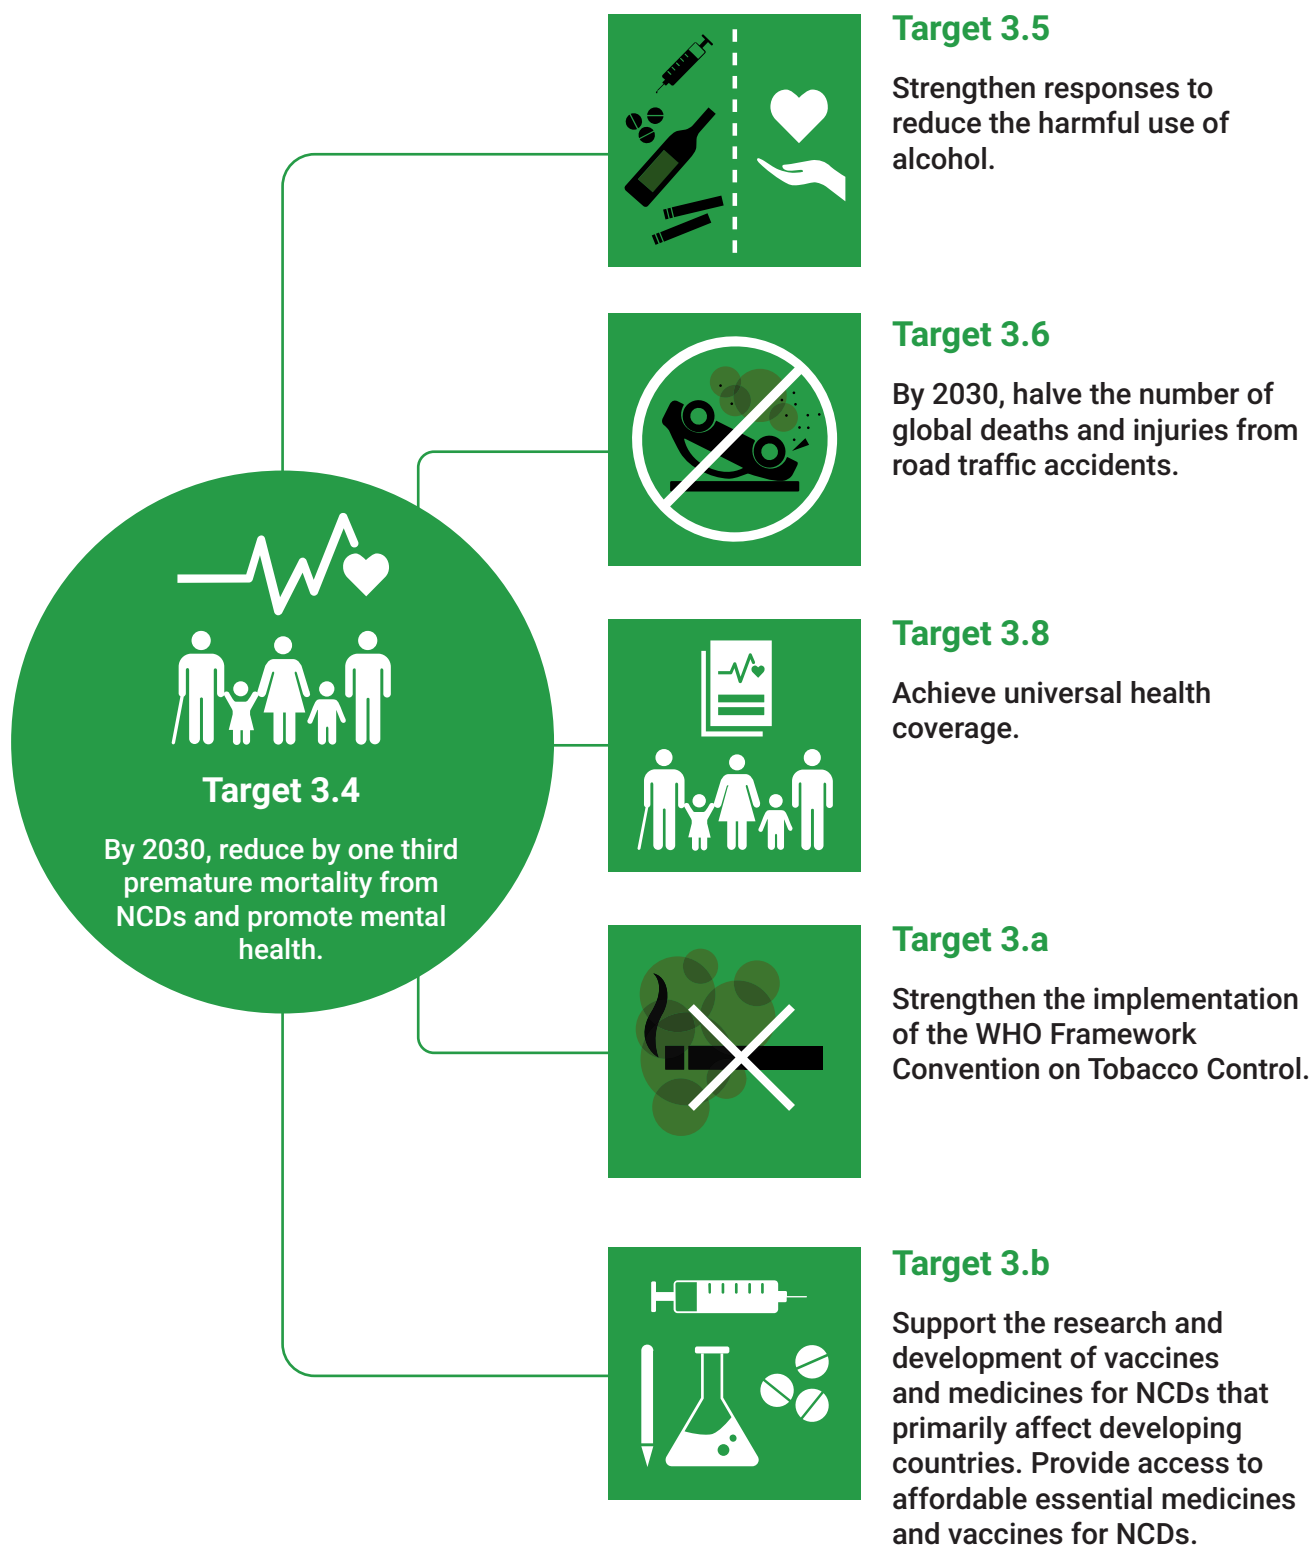 Target 3.5
Strengthen responses to
reduce the harmful use of
alcohol.
Target 3.6
By 2030, halve the number of
global deaths and injuries from
road traffic accidents.
Target 3.4
By 2030, reduce by one third
premature mortality from
NCDs and promote mental
health.
Target 3.8
Achieve universal health
coverage.
Target 3.a
Strengthen the implementation
of the WHO Framework
Convention on Tobacco Control.
Target 3.b
Support the research and
development of vaccines
and medicines for NCDs that
primarily affect developing
countries. Provide access to
affordable essential medicines
and vaccines for NCDs.